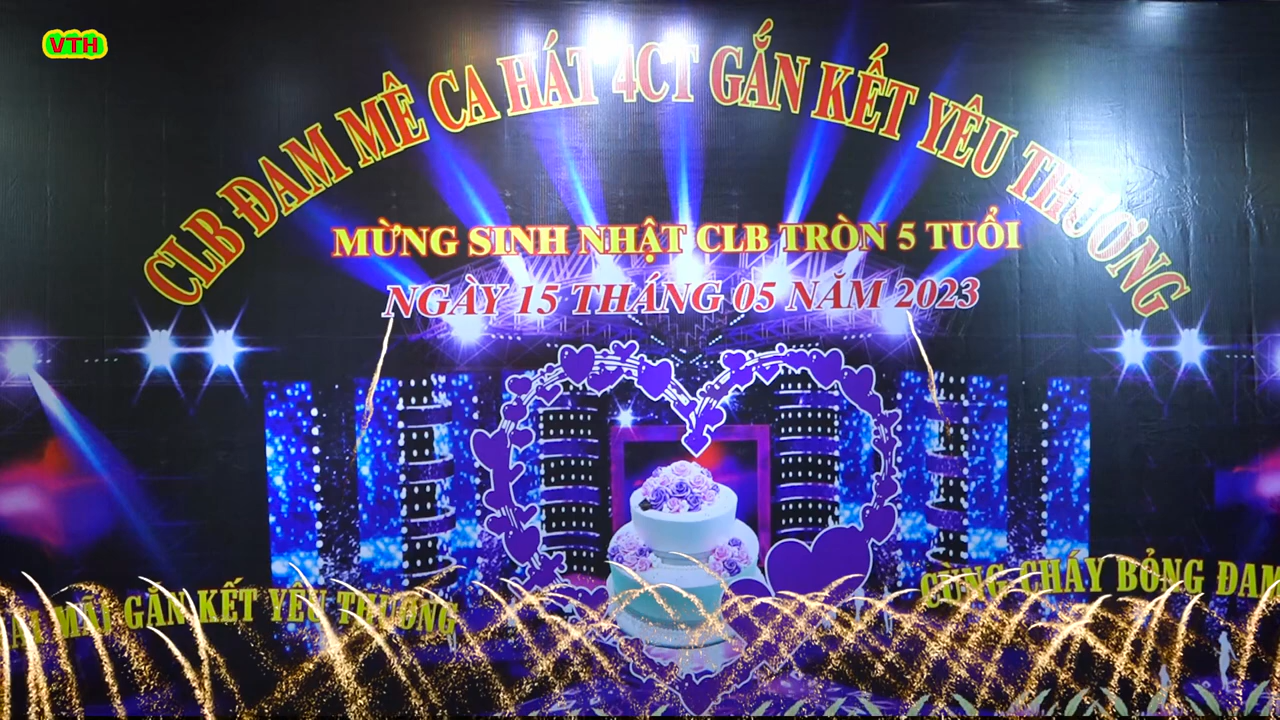 VTH
CLB ĐAM MÊ CA HÁT 4CT GẮN KẾT YÊU THƯƠNG
MỪNG SINH NHẬT CLB TRÒN 5 TUỔI
NGÀY 15 THÁNG 05 NĂM 2023
MÃI GẮN KẾT YÊU THƯƠNG
CÙNG CHÁY BỎNG ĐAM